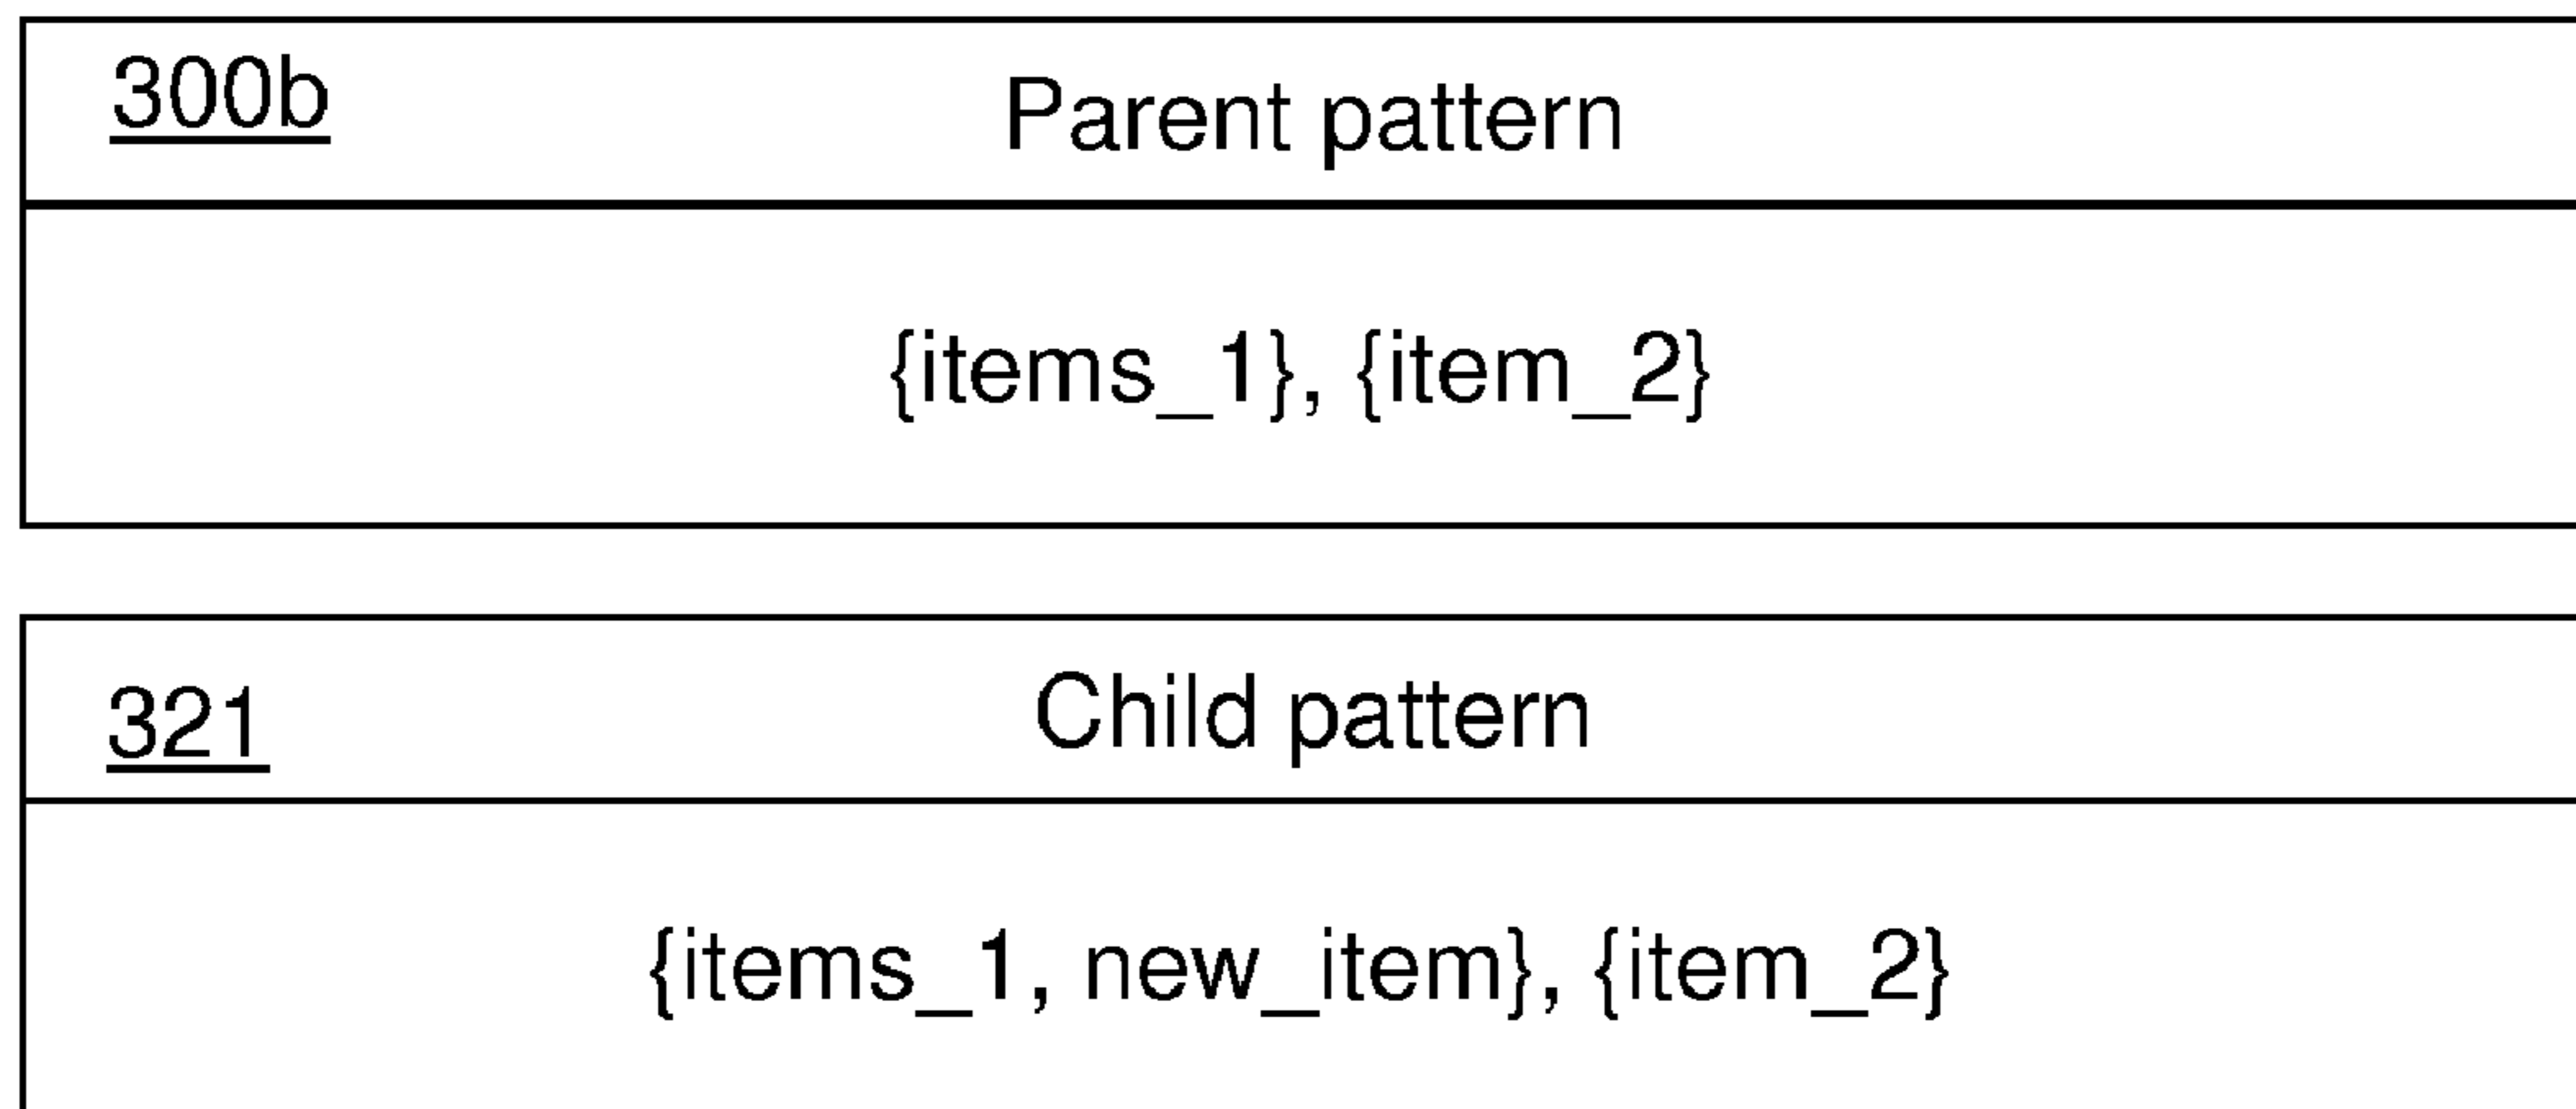 300b Parent pattern
{items_1}, {item_2}
321 Child pattern
{items_1, new_item}, {item_2}